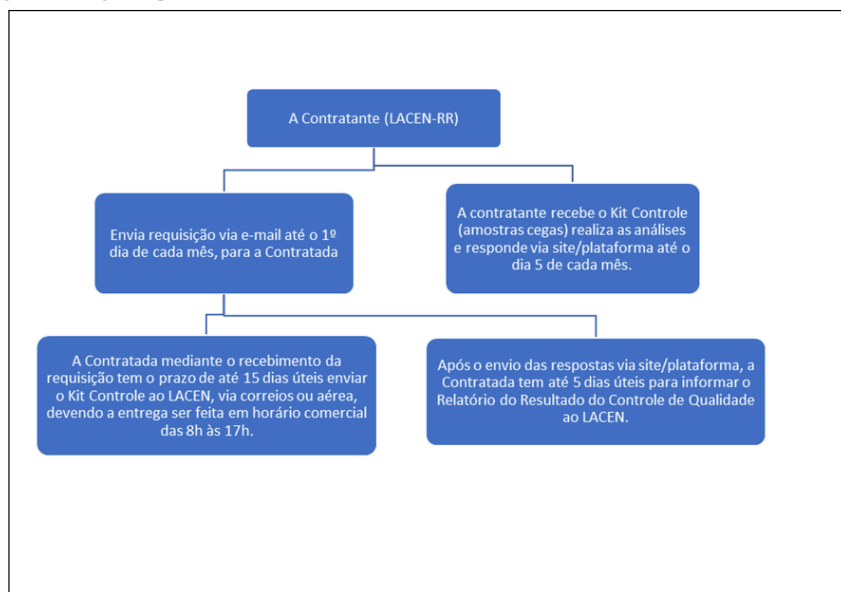 A Contratante (LACEN-RR)
Envia requisição via e-mail até o 1º
dia de cada mês, para a Contratada
A contratante recebe o Kit Controle
(amostras cegas) realiza as análises
e responde via site/plataforma até o
dia 5 de cada mês.
A Contratada mediante o recebimento da
requisição tem o prazo de até 15 dias úteis enviar
o Kit Controle ao LACEN, via correios ou aérea,
devendo a entrega ser feita em horário comercial
das 8h às 17h.
Após o envio das respostas via site/plataforma, a
Contratada tem até 5 dias úteis para informar o
Relatório do Resultado do Controle de Qualidade
ao LACEN.